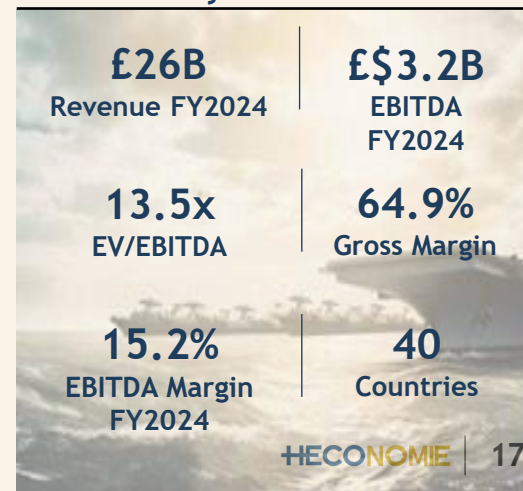 £26B
Revenue FY2024
£$3.2B
EBITDA
FY2024
13.5x
EV/EBITDA
64.9%
Gross Margin
15.2%
EBITDA Margin
FY2024
40
Countries
HECONOMIE
17